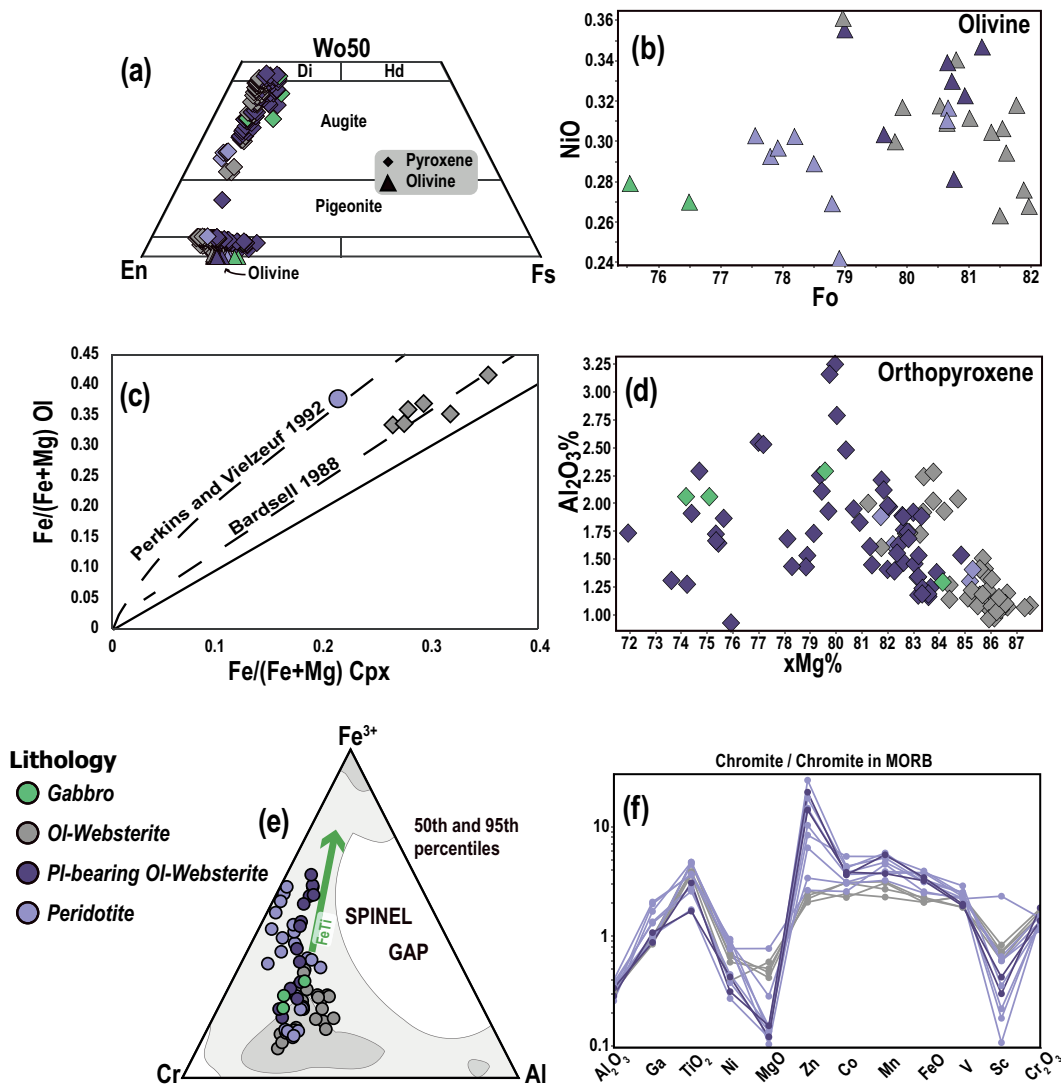 (a)
Wo50
Di
Hd
Augite
Pyroxene
Olivine
Pigeonite
En
Fs
Olivine
(b)
Olivine
NiO
0.36
0.34
0.32
0.30
0.28
0.26
0.24
76
77
78
79
80
81
82
Fo
(c)
Fe/(Fe+Mg) Ol
0.45
0.40
0.35
0.30
0.25
0.20
0.15
0.10
0.05
0
Perkins and Vielzeuf 1992
Bardsell 1988
0
0.1
0.2
0.3
0.4
Fe/(Fe+Mg) Cpx
(d)
Orthopyroxene
Al₂O₃%
3.25
3.00
2.75
2.50
2.25
2.00
1.75
1.50
1.25
1.00
72 73 74 75 76 77 78 79 80 81 82 83 84 85 86 87
xMg%
Lithology
Gabbro
Ol-Websterite
Pl-bearing Ol-Websterite
Peridotite
(e)
Fe³⁺
50th and 95th
percentiles
FeTi
SPINEL
GAP
Cr
Al
Chromite / Chromite in MORB
(f)
10
1
0.1
Al₂O₃
Ga
TiO₂
Ni
MgO
Zn
Co
Mn
FeO
V
Sc
Cr₂O₃